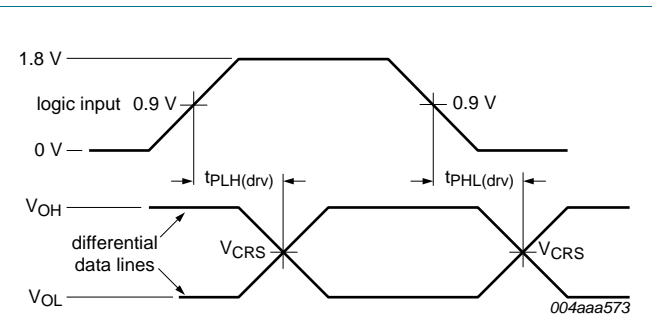 1.8 V
logic input 0.9 V
0.9 V
0 V
tPLH(drv)
tPHL(drv)
VOH
differential
data lines
VCRS
VCRS
VOL
004aaa573